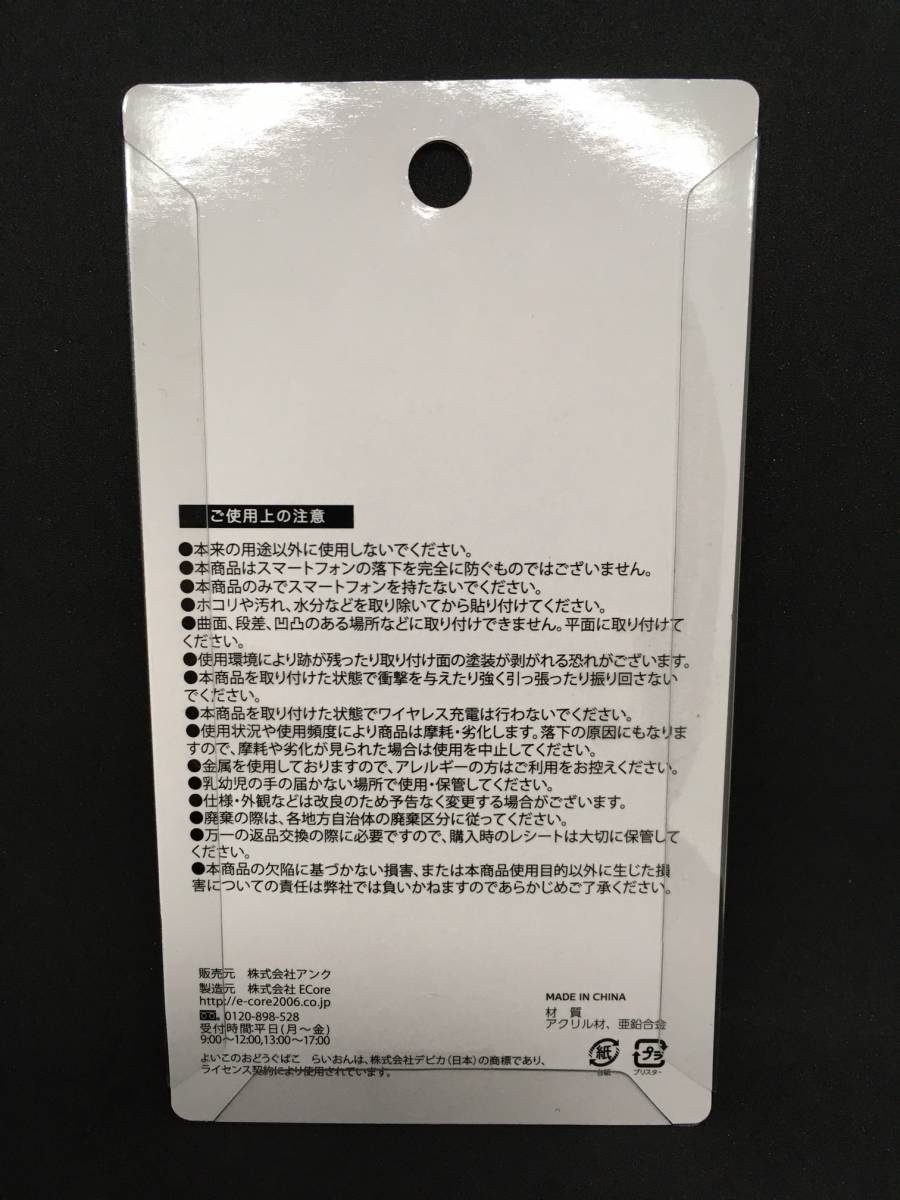 ご使用上の注意
●本来の用途以外に使用しないでください。
●本商品はスマートフォンの落下を完全に防ぐものではございません。
●本商品のみでスマートフォンを持たないでください。
●ホコリや汚れ、水分などを取り除いてから貼り付けてください。
●曲面、段差、凹凸のある場所などに取り付けできません。平面に取り付けて
ください。
●使用環境により跡が残ったり取り付け面の塗装が剥がれる恐れがございます。
●本商品を取り付けた状態で衝撃を与えたり強く引っ張ったり振り回さない
でください。
●本商品を取り付けた状態でワイヤレス充電は行わないでください。
●使用状況や使用頻度により商品は摩耗・劣化します。落下の原因にもなりま
すので、摩耗や劣化が見られた場合は使用を中止してください。
●金属を使用しておりますので、アレルギーの方はご利用をお控えください。
●乳幼児の手の届かない場所で使用・保管してください。
●仕様・外観などは改良のため予告なく変更する場合がございます。
●廃棄の際は、各地方自治体の廃棄区分に従ってください。
●万一の返品交換の際に必要ですので、購入時のレシートは大切に保管して
ください。
●本商品の欠陥に基づかない損害、または本商品使用目的以外に生じた損
害についての責任は弊社では負いかねますのであらかじめご了承ください。
販売元 株式会社アンク
製造元 株式会社 ECore
http://e-core2006.co.jp
0120-898-528
受付時間:平日(月～金)
9:00～12:00,13:00～17:00
よいこのおどうぐばこ らいおんは、株式会社デピカ(日本)の商標であり、
ライセンス契約により使用されています。
MADE IN CHINA
材 質
アクリル材、亜鉛合金
紙
台紙
プラ
ブリスター